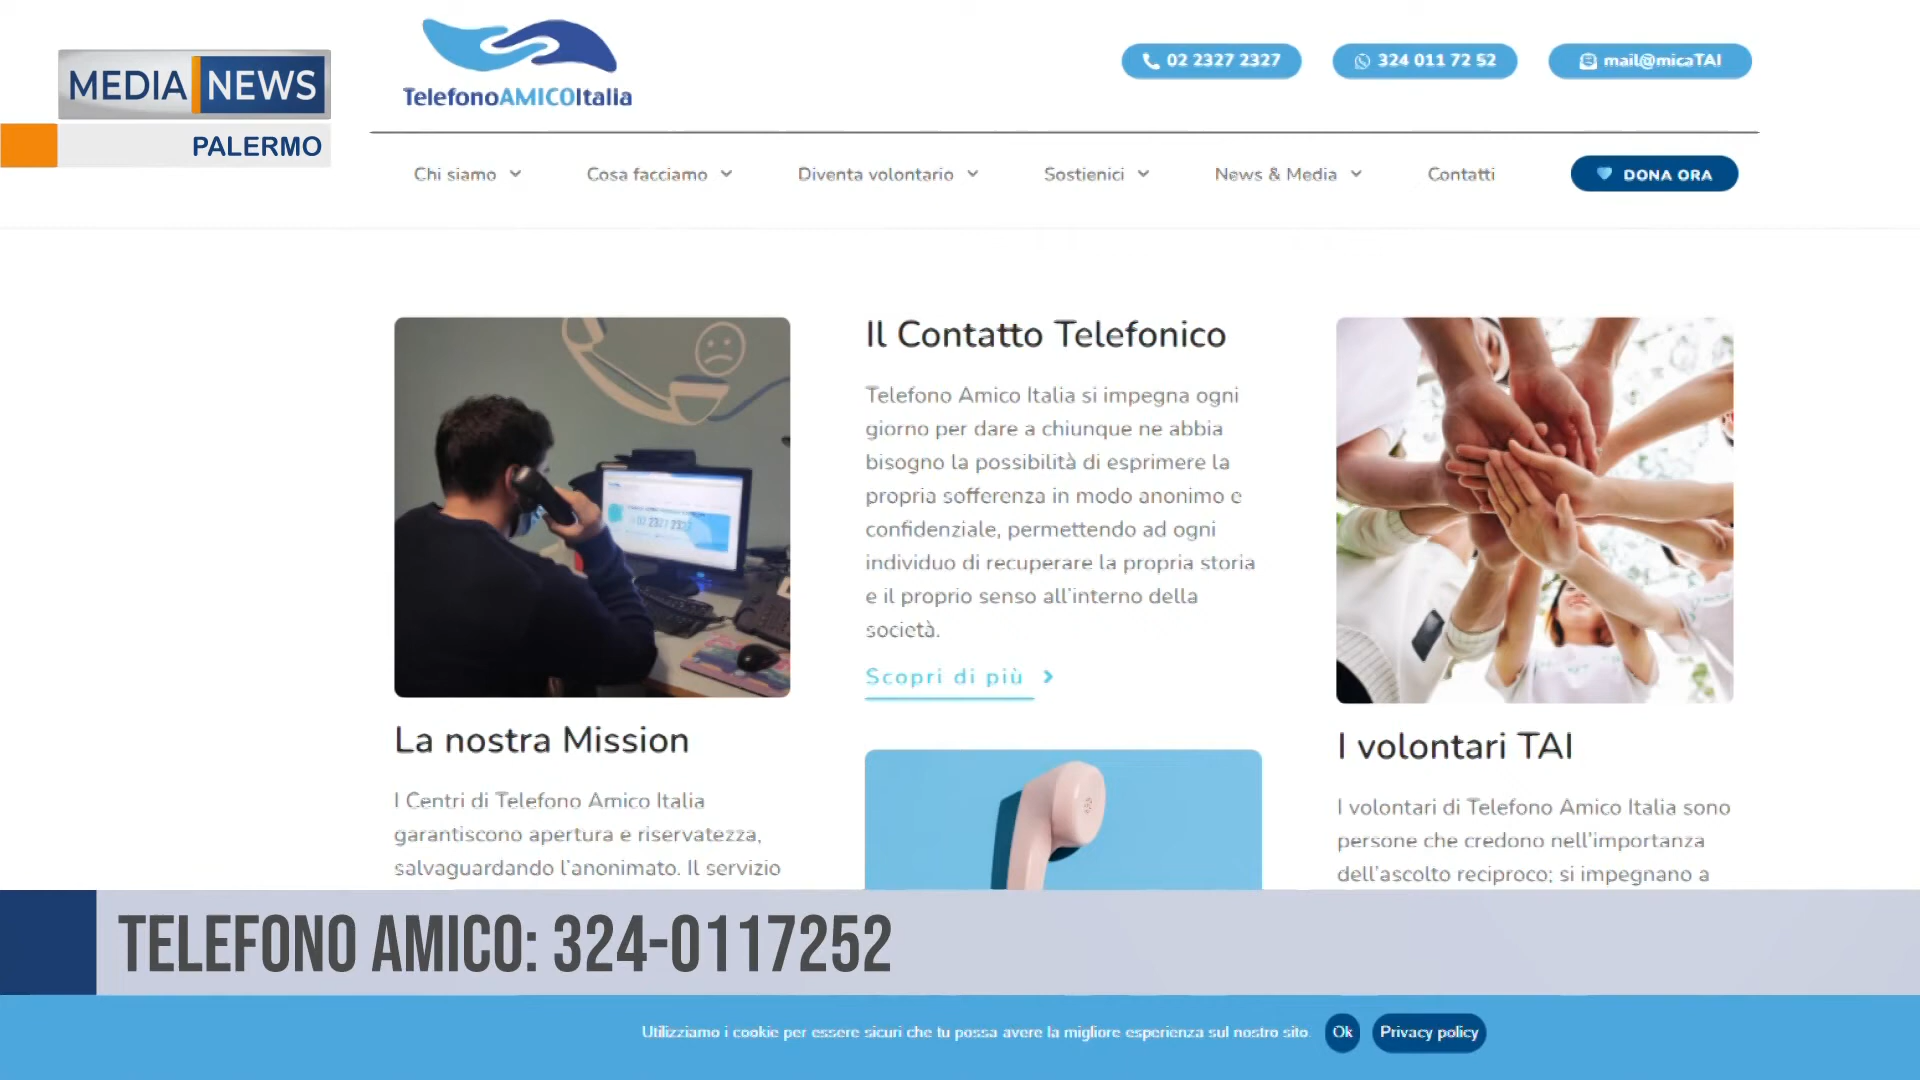 MEDIA NEWS
PALERMO
TelefonoAMICOItalia
02 2327 2327
324 011 72 52
mail@micaTAI
Chi siamo
Cosa facciamo
Diventa volontario
Sostienici
News & Media
Contatti
DONA ORA
02 2327 2327
La nostra Mission
I Centri di Telefono Amico Italia
garantiscono apertura e riservatezza,
salvaguardando l'anonimato. Il servizio
Il Contatto Telefonico
Telefono Amico Italia si impegna ogni
giorno per dare a chiunque ne abbia
bisogno la possibilità di esprimere la
propria sofferenza in modo anonimo e
confidenziale, permettendo ad ogni
individuo di recuperare la propria storia
e il proprio senso all'interno della
società.
Scopri di più
I volontari TAI
I volontari di Telefono Amico Italia sono
persone che credono nell'importanza
dell'ascolto reciproco; si impegnano a
TELEFONO AMICO: 324-0117252
Utilizziamo i cookie per essere sicuri che tu possa avere la migliore esperienza sul nostro sito.
Ok
Privacy policy